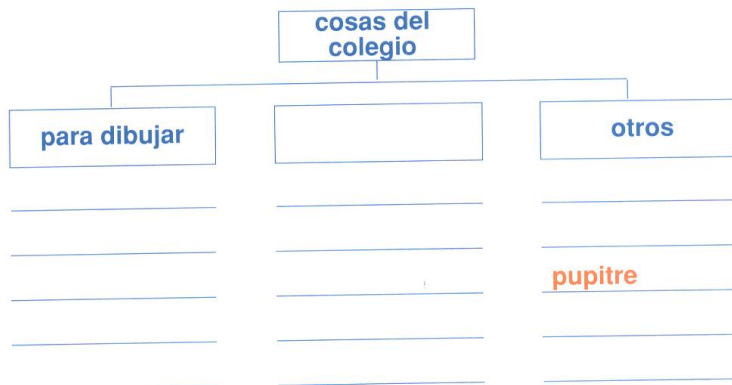 cosas del
colegio
para dibujar
otros
pupitre